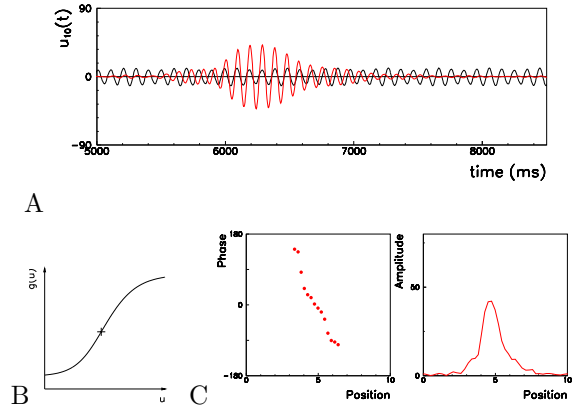 90
u10(t)
0
-90
5000 6000 7000 8000
time (ms)
A
g(u)
u
B
180
Phase
0
-180
0 5 10
Position
Amplitude
50
0
0 5 10
Position
C